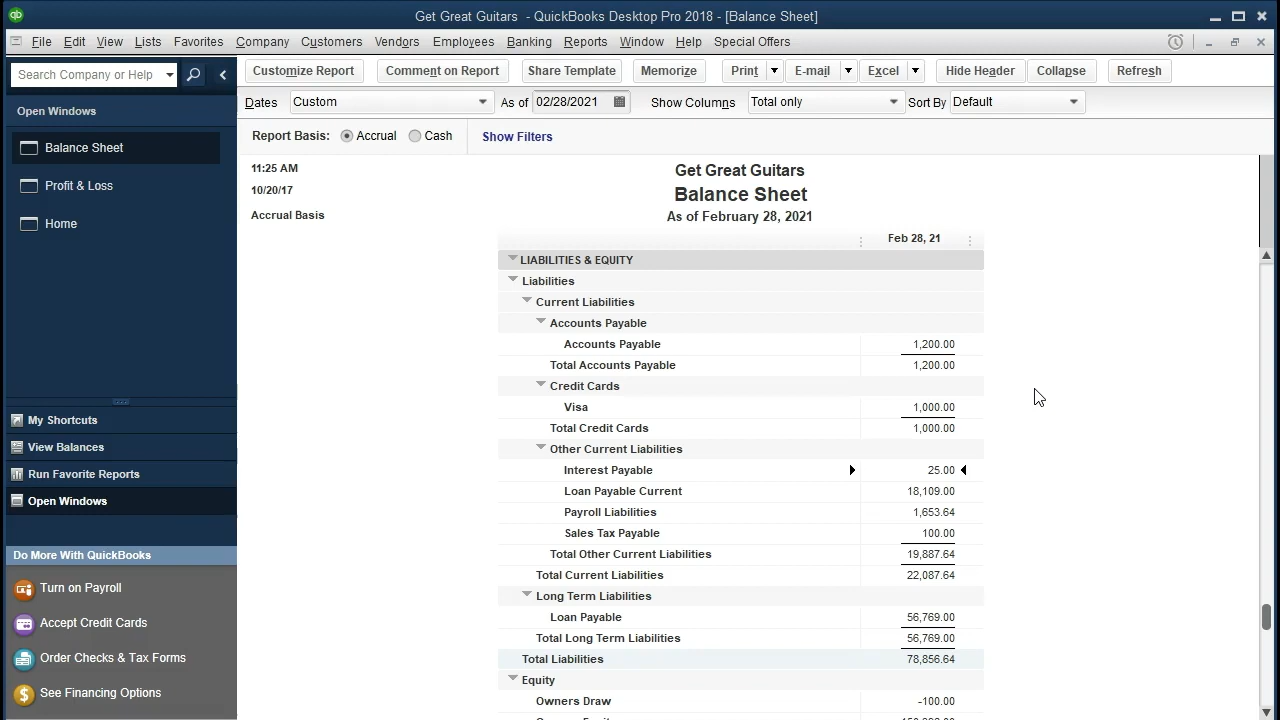 Get Great Guitars - QuickBooks Desktop Pro 2018 - [Balance Sheet]
File Edit View Lists Favorites Company Customers Vendors Employees Banking Reports Window Help Special Offers
Search Company or Help
Customize Report Comment on Report Share Template Memorize Print E-mail Excel Hide Header Collapse Refresh
Open Windows
Dates Custom As of 02/28/2021 Show Columns Total only Sort By Default
Balance Sheet
Profit & Loss
Home
Report Basis: Accrual Cash Show Filters
11:25 AM
10/20/17
Accrual Basis
Get Great Guitars
Balance Sheet
As of February 28, 2021
Feb 28, 21
LIABILITIES & EQUITY
Liabilities
Current Liabilities
Accounts Payable
Accounts Payable 1,200.00
Total Accounts Payable 1,200.00
Credit Cards
Visa 1,000.00
Total Credit Cards 1,000.00
Other Current Liabilities
Interest Payable 25.00
Loan Payable Current 18,109.00
Payroll Liabilities 1,653.64
Sales Tax Payable 100.00
Total Other Current Liabilities 19,887.64
Total Current Liabilities 22,087.64
Long Term Liabilities
Loan Payable 56,769.00
Total Long Term Liabilities 56,769.00
Total Liabilities 78,856.64
Equity
Owners Draw -100.00
My Shortcuts
View Balances
Run Favorite Reports
Open Windows
Do More With QuickBooks
Turn on Payroll
Accept Credit Cards
Order Checks & Tax Forms
See Financing Options